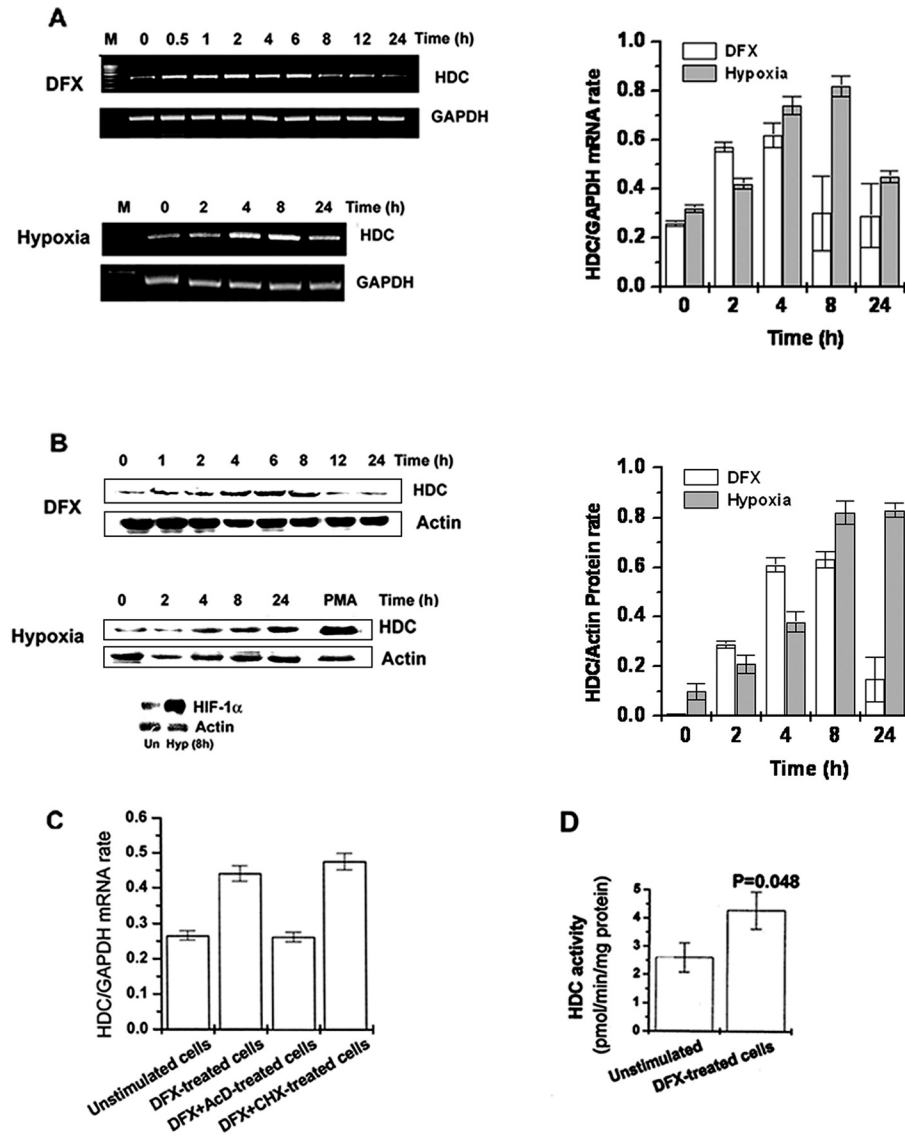 A
M 0 0.5 1 2 4 6 8 12 24 Time (h)
DFX
HDC
GAPDH
M 0 2 4 8 24 Time (h)
Hypoxia
HDC
GAPDH
HDC/GAPDH mRNA rate
1.0
0.8
0.6
0.4
0.2
0.0
DFX
Hypoxia
0 2 4 8 24
Time (h)
B
0 1 2 4 6 8 12 24 Time (h)
DFX
HDC
Actin
0 2 4 8 24 PMA Time (h)
Hypoxia
HDC
Actin
HIF-1α
Actin
Un Hyp (8h)
HDC/Actin Protein rate
1.0
0.8
0.6
0.4
0.2
0.0
DFX
Hypoxia
0 2 4 8 24
Time (h)
C
HDC/GAPDH mRNA rate
0.6
0.5
0.4
0.3
0.2
0.1
0.0
Unstimulated cells
DFX-treated cells
DFX+AcD-treated cells
DFX+CHX-treated cells
D
HDC activity
(pmol/min/mg protein)
5
4
3
2
1
0
P=0.048
Unstimulated
DFX-treated cells